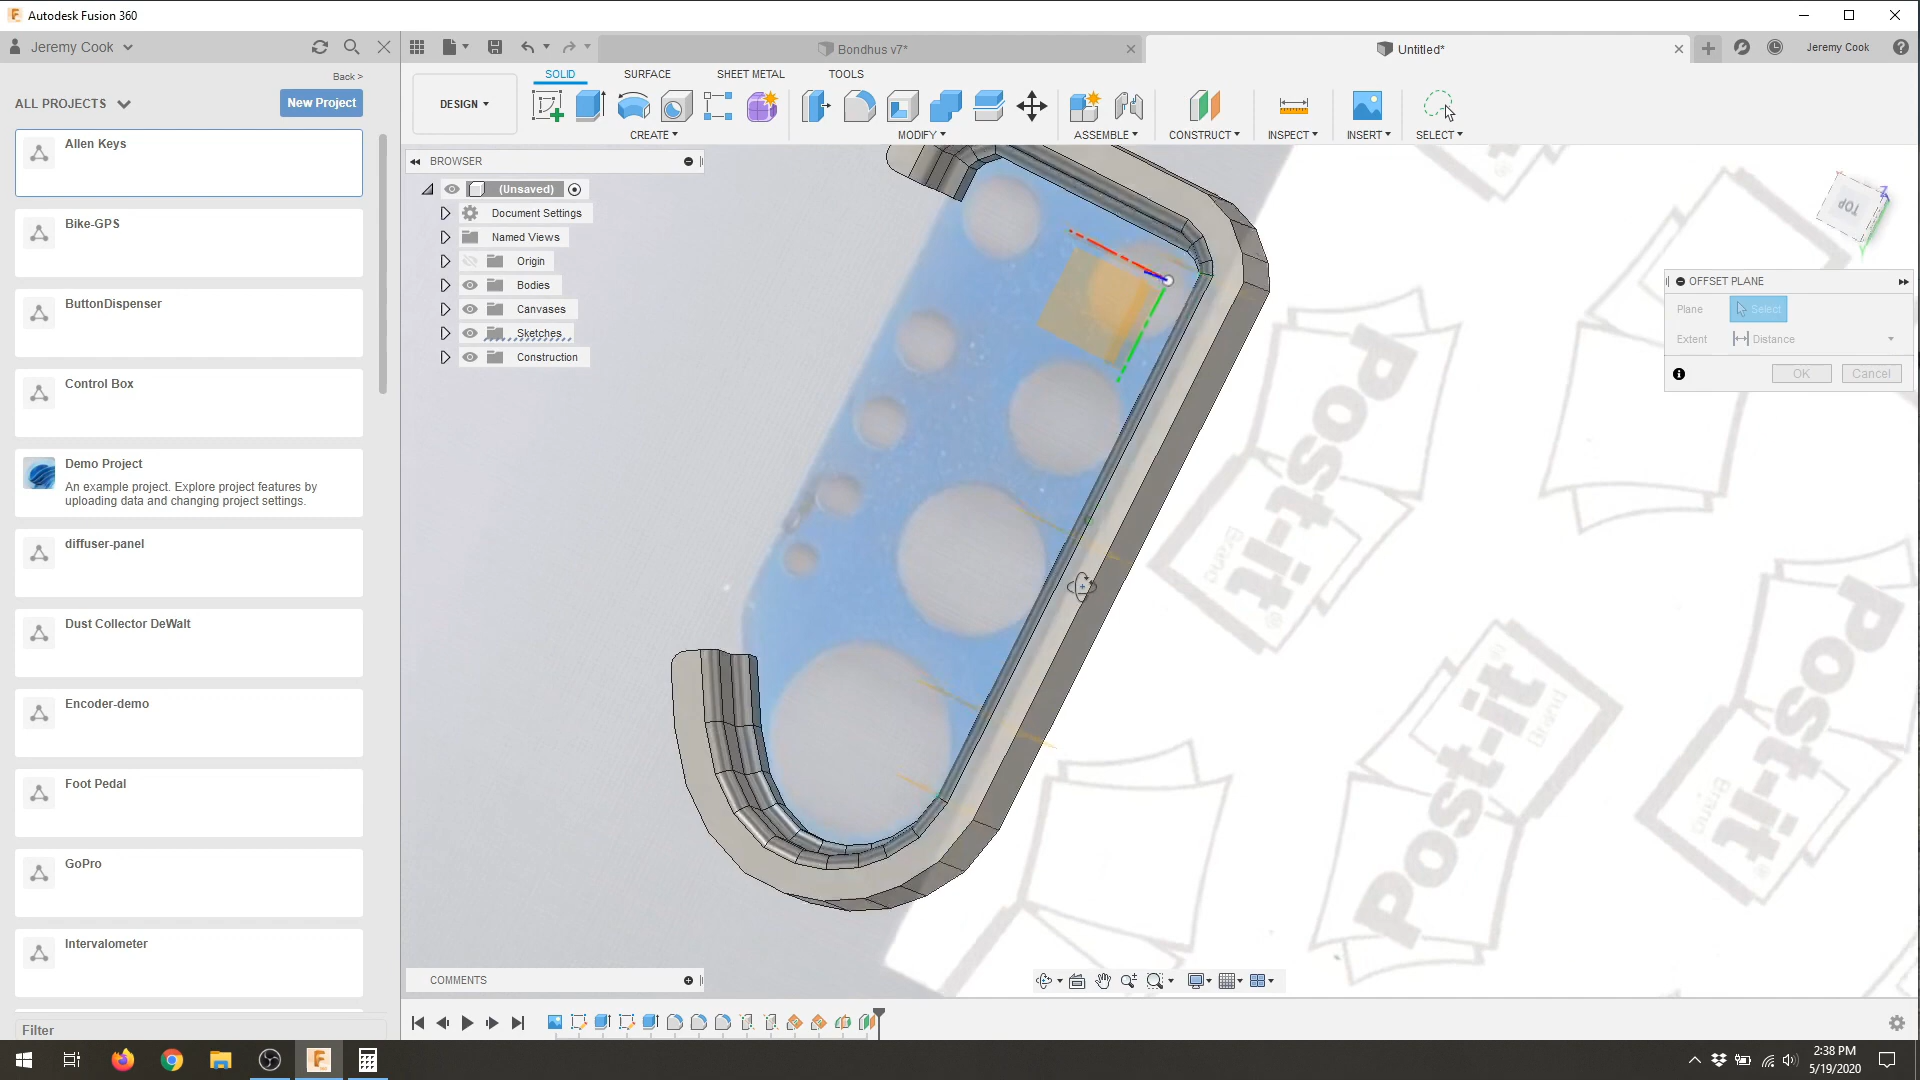 Autodesk Fusion 360
Jeremy Cook
Bondhus v7*
Untitled*
Jeremy Cook
Back >
ALL PROJECTS
New Project
Allen Keys
Bike-GPS
ButtonDispenser
Control Box
Demo Project
An example project. Explore project features by
uploading data and changing project settings.
diffuser-panel
Dust Collector DeWalt
Encoder-demo
Foot Pedal
GoPro
Intervalometer
Filter
DESIGN
SOLID
SURFACE
SHEET METAL
TOOLS
CREATE
MODIFY
ASSEMBLE
CONSTRUCT
INSPECT
INSERT
SELECT
BROWSER
(Unsaved)
Document Settings
Named Views
Origin
Bodies
Canvases
Sketches
Construction
TOP
Z
OFFSET PLANE
Plane
Select
Extent
Distance
OK
Cancel
Post-it
Brand
Post-it
Brand
Post-it
Brand
COMMENTS
2:38 PM
5/19/2020